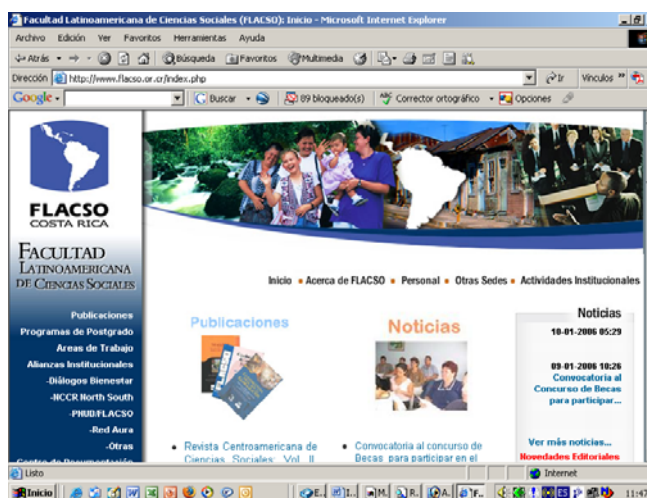 Facultad Latinoamericana de Ciencias Sociales (FLACSO): Inicio - Microsoft Internet Explorer
Archivo Edición Ver Favoritos Herramientas Ayuda
Atrás Búsqueda Favoritos Multimedia
Dirección http://www.flacso.or.cr/index.php Ir Vínculos »
Google Buscar 89 bloqueado(s) Corrector ortográfico Opciones
FLACSO
COSTA RICA
FACULTAD
LATINOAMERICANA
DE CIENCIAS SOCIALES
Inicio Acerca de FLACSO Personal Otras Sedes Actividades Institucionales
Publicaciones
Programas de Postgrado
Areas de Trabajo
Alianzas Institucionales
-Diálogos Bienestar
-NCCR North South
-PNUD/FLACSO
-Red Aura
-Otras
Centro de Documentación
Publicaciones
FLACSO
• Revista Centroamericana de
Ciencias Sociales: Vol II,
Noticias
• Convocatoria al concurso de
Becas para participar en el
Noticias
10-01-2006 05:29
09-01-2006 10:26
Convocatoria al
Concurso de Becas
para participar...
Ver más noticias...
Novedades Editoriales
Listo Internet
Inicio